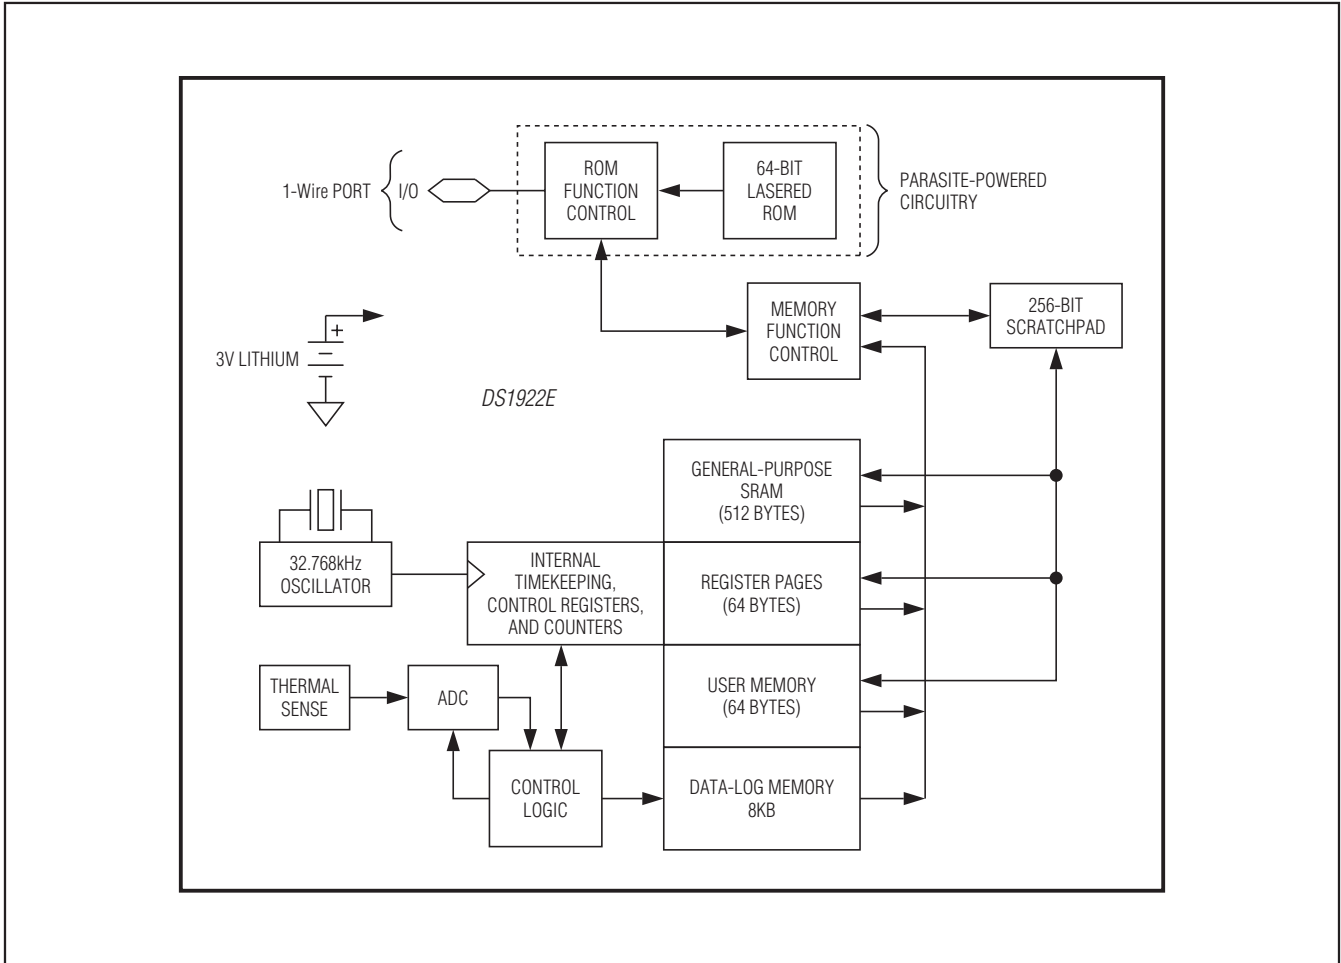 1-Wire PORT
I/O
ROM
FUNCTION
CONTROL
64-BIT
LASERED
ROM
PARASITE-POWERED
CIRCUITRY
MEMORY
FUNCTION
CONTROL
256-BIT
SCRATCHPAD
+
3V LITHIUM
DS1922E
GENERAL-PURPOSE
SRAM
(512 BYTES)
32.768kHz
OSCILLATOR
INTERNAL
TIMEKEEPING,
CONTROL REGISTERS,
AND COUNTERS
REGISTER PAGES
(64 BYTES)
THERMAL
SENSE
ADC
USER MEMORY
(64 BYTES)
CONTROL
LOGIC
DATA-LOG MEMORY
8KB